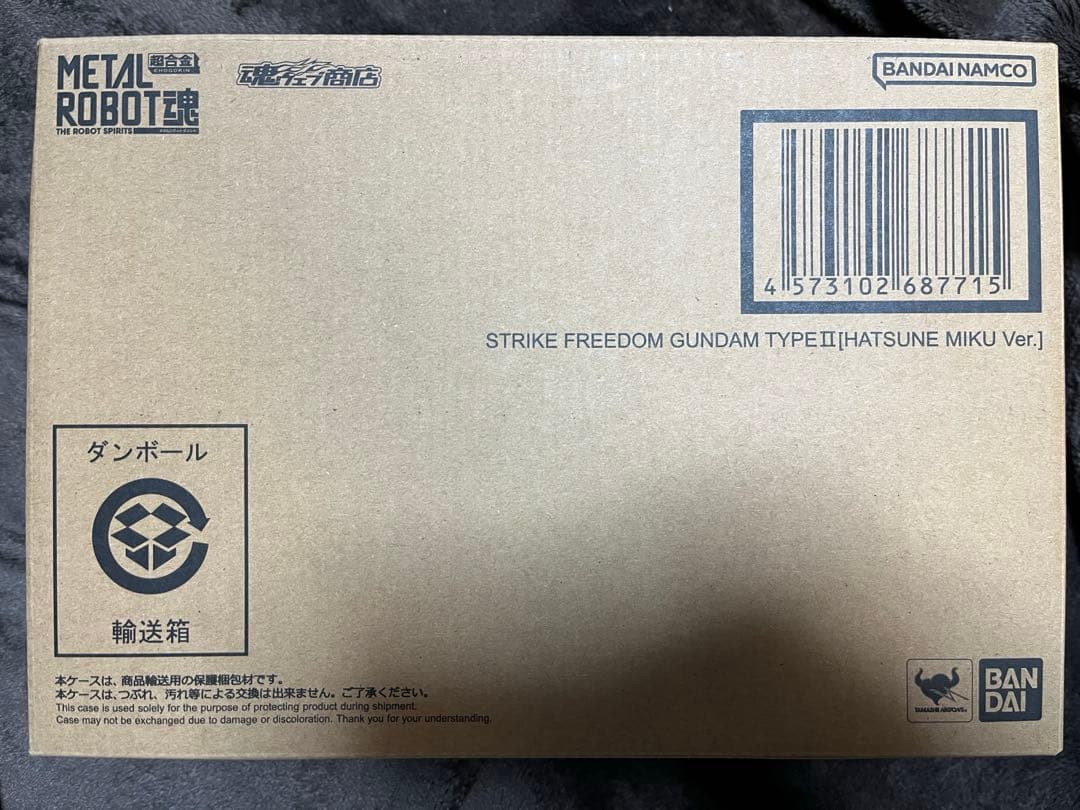 METAL 超合金
CHOGOKIN
ROBOT魂
THE ROBOT SPIRITS
魂ウェブ商店
BANDAI NAMCO
4 573102 687715
STRIKE FREEDOM GUNDAM TYPEⅡ[HATSUNE MIKU Ver.]
ダンボール
輸送箱
本ケースは、商品輸送用の保護梱包材です。
本ケースは、つぶれ、汚れ等による交換は出来ません。ご了承ください。
This case is used solely for the purpose of protecting product during shipment.
Case may not be exchanged due to damage or discoloration. Thank you for your understanding.
TAMASHII NATIONS
BAN
DAI